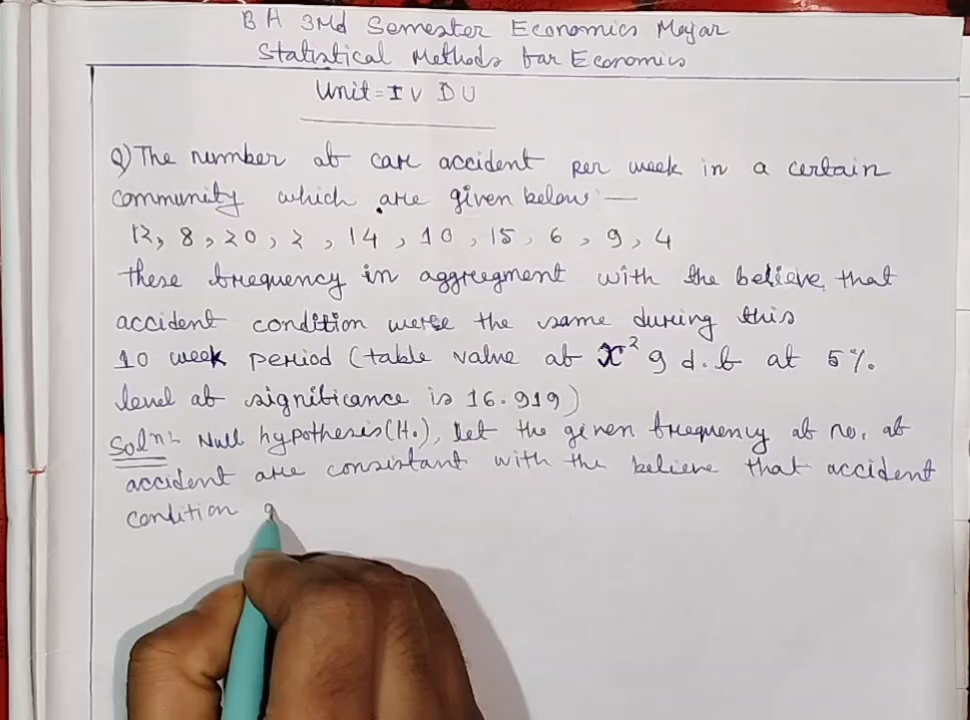 BA 3rd Semester Economics Major
Statistical Methods for Economics
Unit = IV DU
Q) The number of car accident per week in a certain
community which are given below:—
12, 8, 20, 2, 14, 10, 15, 6, 9, 4
these frequency in aggreegment with the believe that
accident condition were the same during this
10 week period (table value of x² 9 d.f at 5%
level of significance is 16.919)
Solⁿ:- Null hypothesis (H₀), let the given frequency of no. of
accident are consistant with the believe that accident
condition